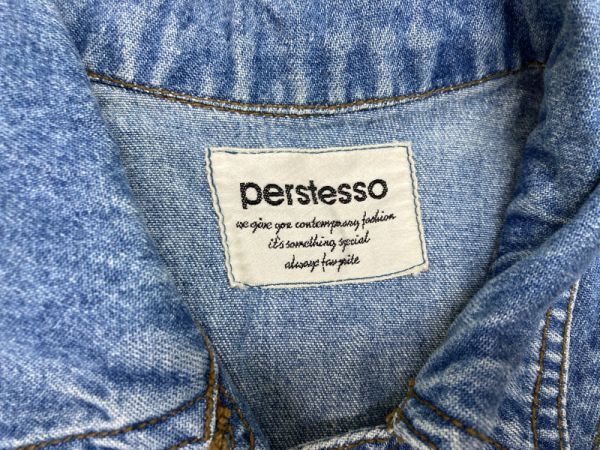 perstesso
we give you contemporary fashion
it's something special
always favorite